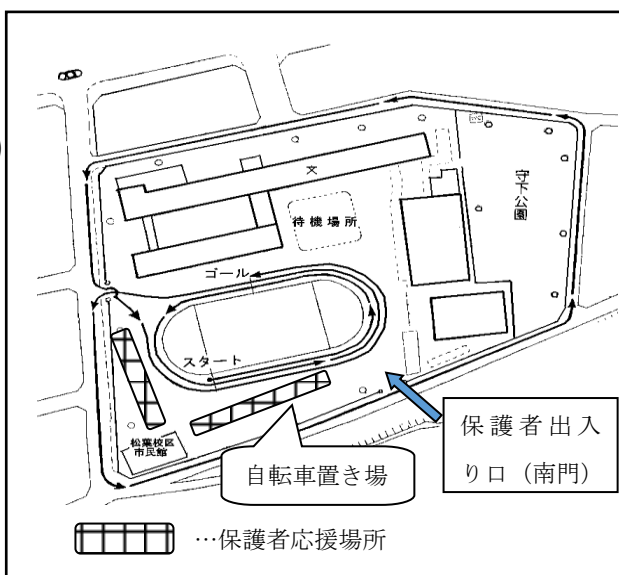 文
待機場所
守下公園
ゴール
スタート
松葉校区
市民館
自転車置き場
保護者出入
り口（南門）
…保護者応援場所